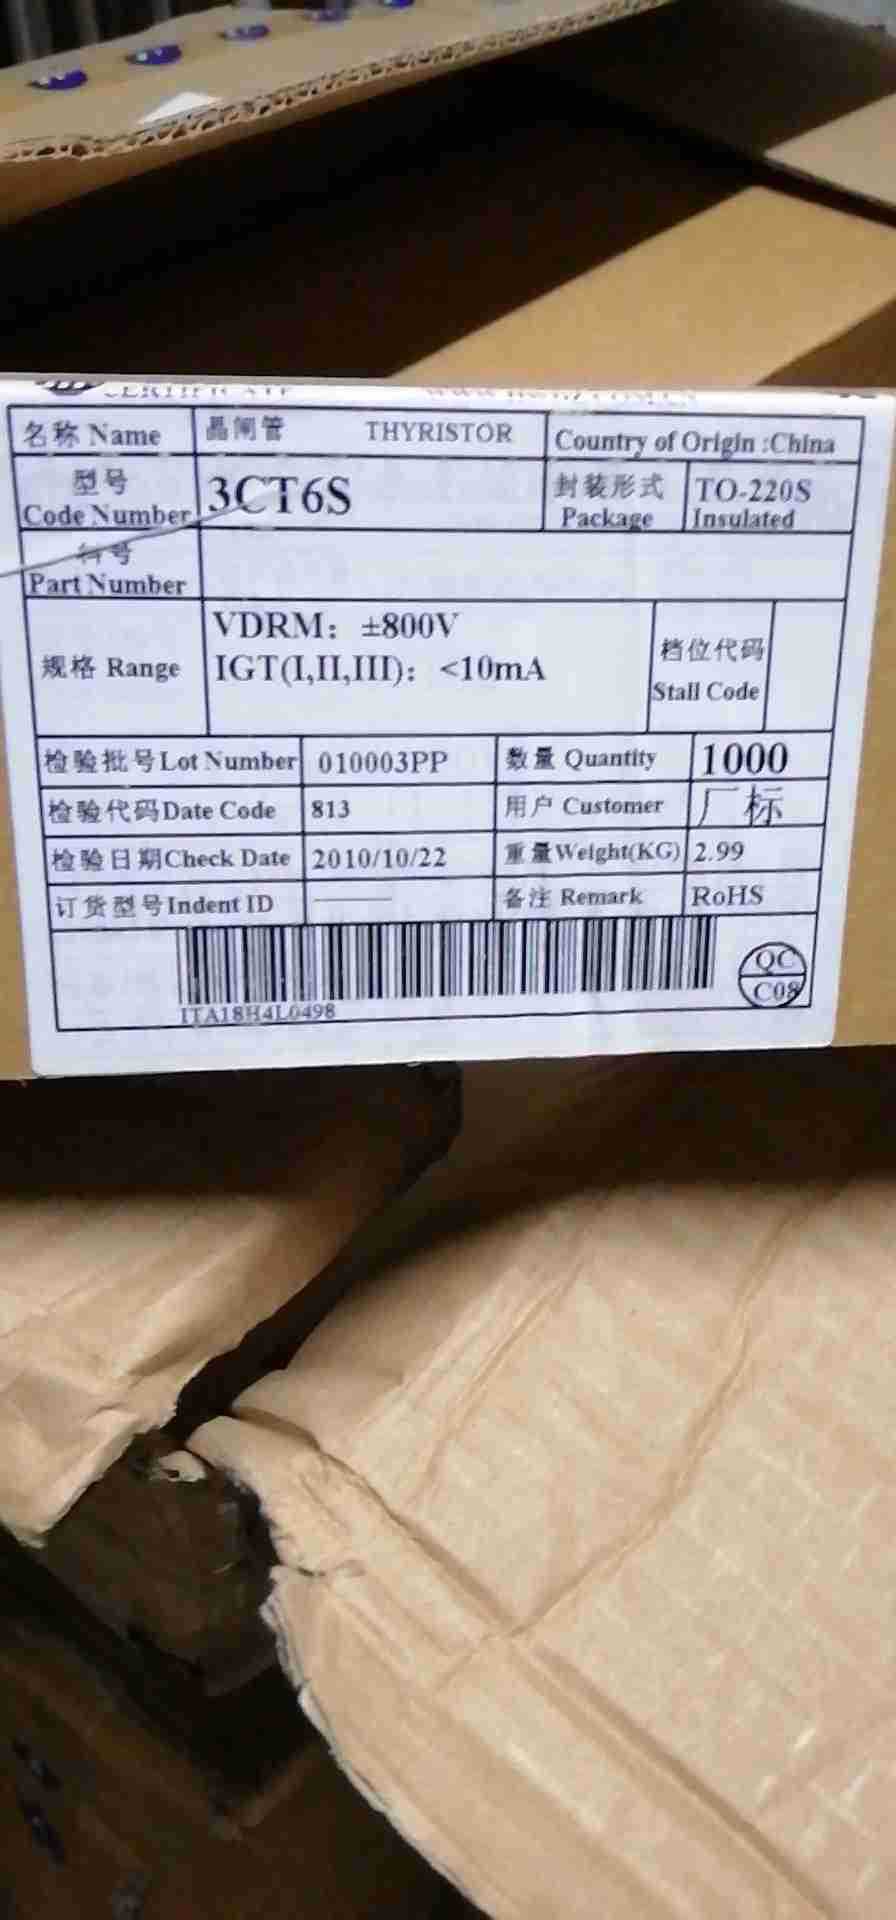 CERTIFICATE
名称 Name 晶闸管 THYRISTOR Country of Origin :China
型号 Code Number 3CT6S 封装形式 Package TO-220S Insulated
料号 Part Number
规格 Range VDRM: ±800V
IGT(I,II,III): <10mA
档位代码 Stall Code
检验批号Lot Number 010003PP 数量 Quantity 1000
检验代码Date Code 813 用户 Customer 厂标
检验日期Check Date 2010/10/22 重量Weight(KG) 2.99
订货型号Indent ID 备注 Remark RoHS
ITA18H4L0498
QC
C08